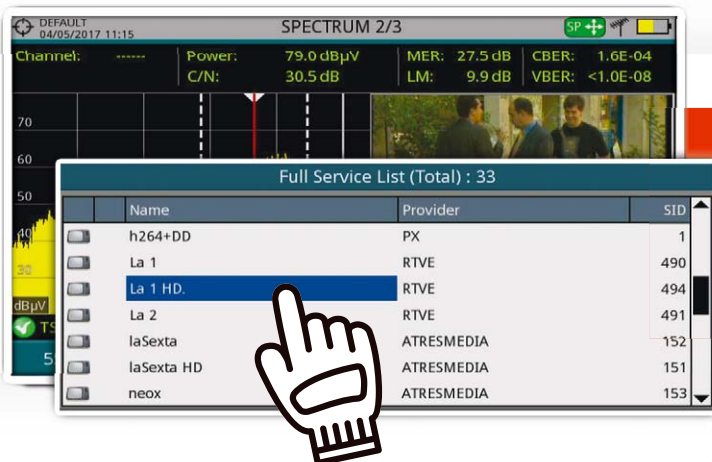 DEFAULT
04/05/2017 11:15
SPECTRUM 2/3
SP
Channel: ------ Power: 79.0 dBµV MER: 27.5 dB CBER: 1.6E-04
C/N: 30.5 dB LM: 9.9 dB VBER: <1.0E-08
70
60
50
40
30
dBµV
TS
5
Full Service List (Total) : 33
Name Provider SID
h264+DD PX 1
La 1 RTVE 490
La 1 HD. RTVE 494
La 2 RTVE 491
laSexta ATRESMEDIA 152
laSexta HD ATRESMEDIA 151
neox ATRESMEDIA 153